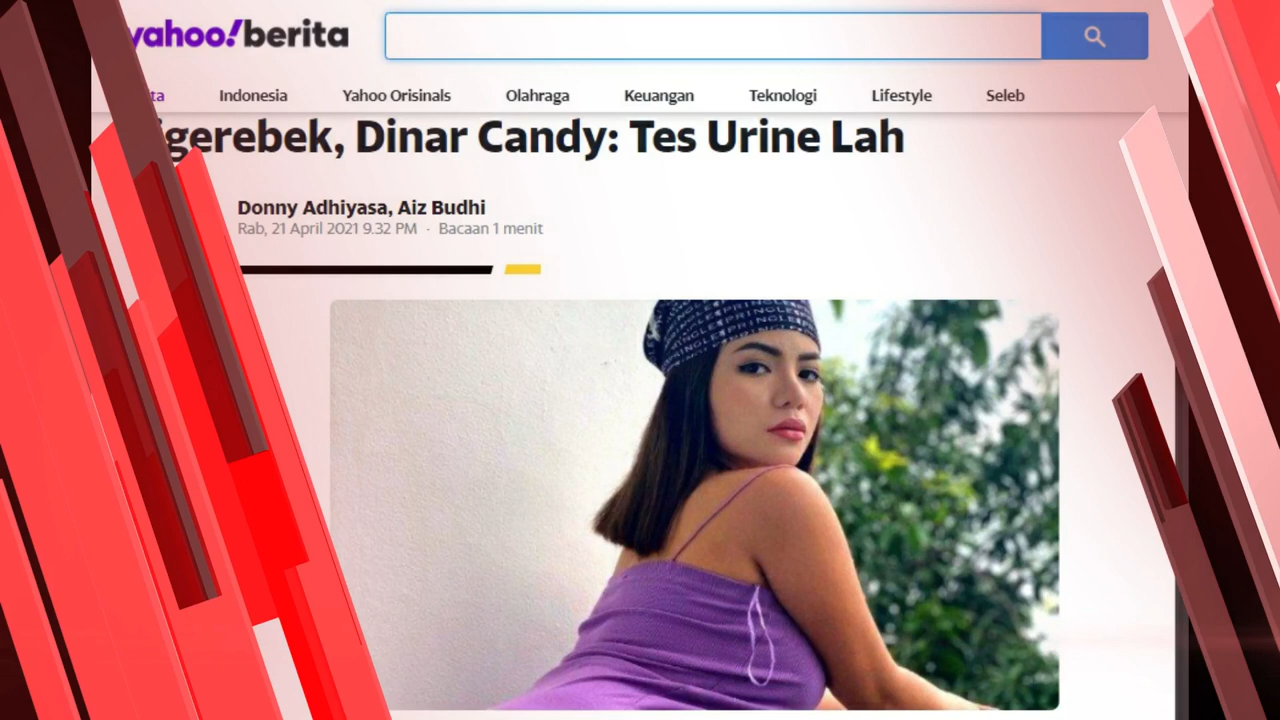 yahoo!berita
Indonesia Yahoo Orisinals Olahraga Keuangan Teknologi Lifestyle Seleb
gerebek, Dinar Candy: Tes Urine Lah
Donny Adhiyasa, Aiz Budhi
Rab, 21 April 2021 9.32 PM · Bacaan 1 menit